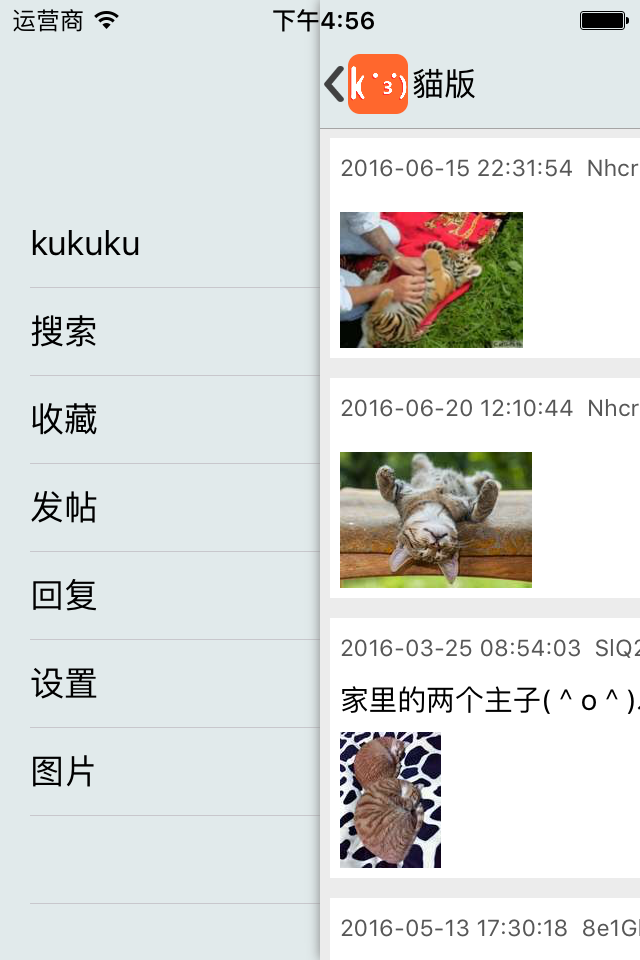 运营商
下午4:56
kukuku
搜索
收藏
发帖
回复
设置
图片
貓版
2016-06-15 22:31:54 Nhcr
2016-06-20 12:10:44 Nhcr
2016-03-25 08:54:03 SlQ2
家里的两个主子(＾o＾)
2016-05-13 17:30:18 8e1Gl